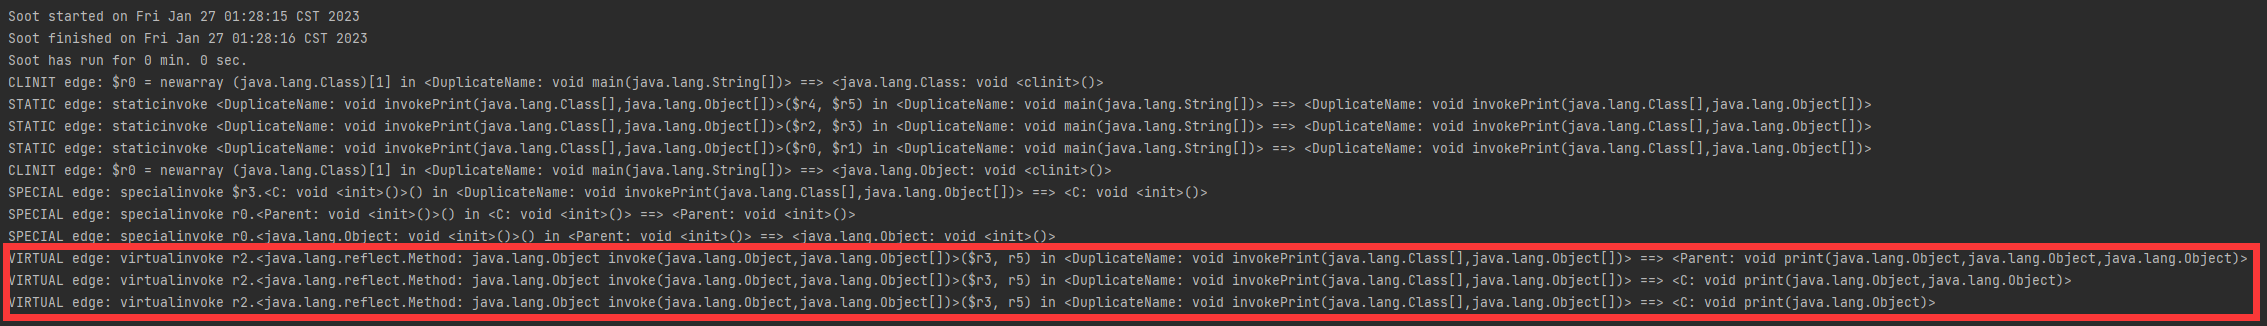 Soot started on Fri Jan 27 01:28:15 CST 2023
Soot finished on Fri Jan 27 01:28:16 CST 2023
Soot has run for 0 min. 0 sec.
CLINIT edge: $r0 = newarray (java.lang.Class)[1] in <DuplicateName: void main(java.lang.String[])> ==> <java.lang.Class: void <clinit>()>
STATIC edge: staticinvoke <DuplicateName: void invokePrint(java.lang.Class[],java.lang.Object[])>($r4, $r5) in <DuplicateName: void main(java.lang.String[])> ==> <DuplicateName: void invokePrint(java.lang.Class[],java.lang.Object[])>
STATIC edge: staticinvoke <DuplicateName: void invokePrint(java.lang.Class[],java.lang.Object[])>($r2, $r3) in <DuplicateName: void main(java.lang.String[])> ==> <DuplicateName: void invokePrint(java.lang.Class[],java.lang.Object[])>
STATIC edge: staticinvoke <DuplicateName: void invokePrint(java.lang.Class[],java.lang.Object[])>($r0, $r1) in <DuplicateName: void main(java.lang.String[])> ==> <DuplicateName: void invokePrint(java.lang.Class[],java.lang.Object[])>
CLINIT edge: $r0 = newarray (java.lang.Class)[1] in <DuplicateName: void main(java.lang.String[])> ==> <java.lang.Object: void <clinit>()>
SPECIAL edge: specialinvoke $r3.<C: void <init>()>() in <DuplicateName: void invokePrint(java.lang.Class[],java.lang.Object[])> ==> <C: void <init>()>
SPECIAL edge: specialinvoke r0.<Parent: void <init>()>() in <C: void <init>()> ==> <Parent: void <init>()>
SPECIAL edge: specialinvoke r0.<java.lang.Object: void <init>()>() in <Parent: void <init>()> ==> <java.lang.Object: void <init>()>
VIRTUAL edge: virtualinvoke r2.<java.lang.reflect.Method: java.lang.Object invoke(java.lang.Object,java.lang.Object[])>($r3, r5) in <DuplicateName: void invokePrint(java.lang.Class[],java.lang.Object[])> ==> <Parent: void print(java.lang.Object,java.lang.Object,java.lang.Object)>
VIRTUAL edge: virtualinvoke r2.<java.lang.reflect.Method: java.lang.Object invoke(java.lang.Object,java.lang.Object[])>($r3, r5) in <DuplicateName: void invokePrint(java.lang.Class[],java.lang.Object[])> ==> <C: void print(java.lang.Object,java.lang.Object)>
VIRTUAL edge: virtualinvoke r2.<java.lang.reflect.Method: java.lang.Object invoke(java.lang.Object,java.lang.Object[])>($r3, r5) in <DuplicateName: void invokePrint(java.lang.Class[],java.lang.Object[])> ==> <C: void print(java.lang.Object)>